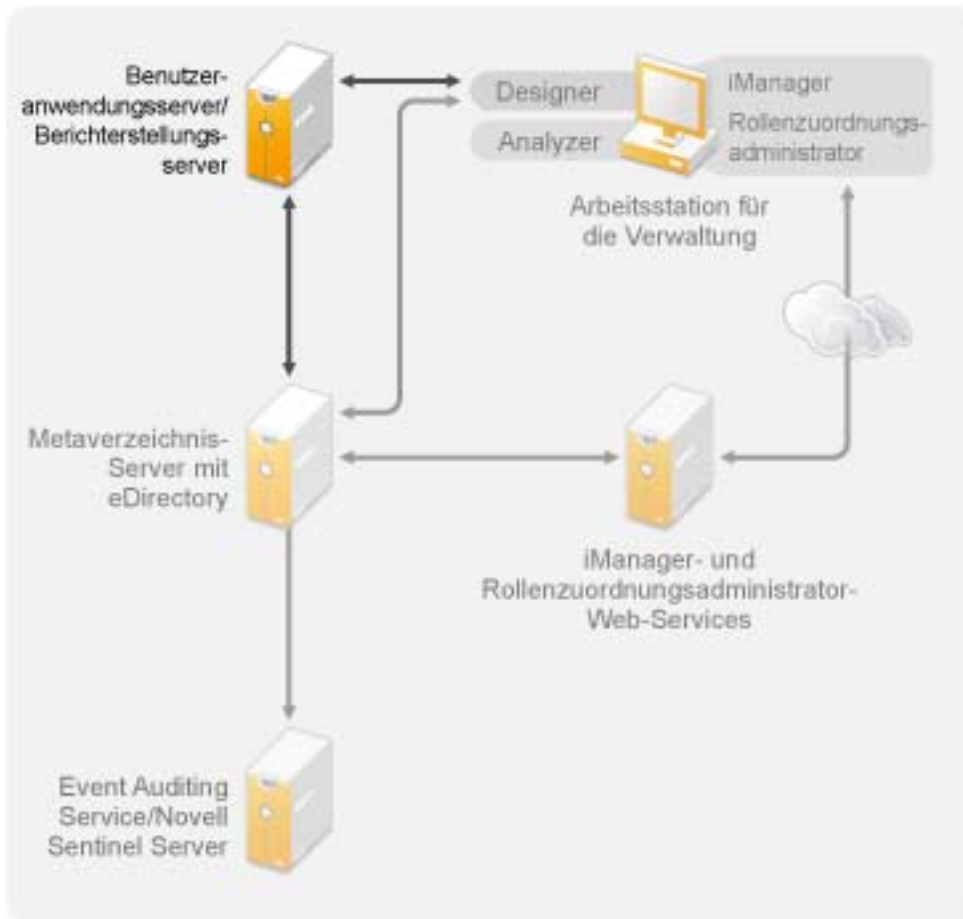 Benutzer-
anwendungsserver/
Berichterstellungs-
server
Designer
Analyzer
iManager
Rollenzuordnungs-
administrator
Arbeitsstation für
die Verwaltung
Metaverzeichnis-
Server mit
eDirectory
iManager- und
Rollenzuordnungsadministrator-
Web-Services
Event Auditing
Service/Novell
Sentinel Server